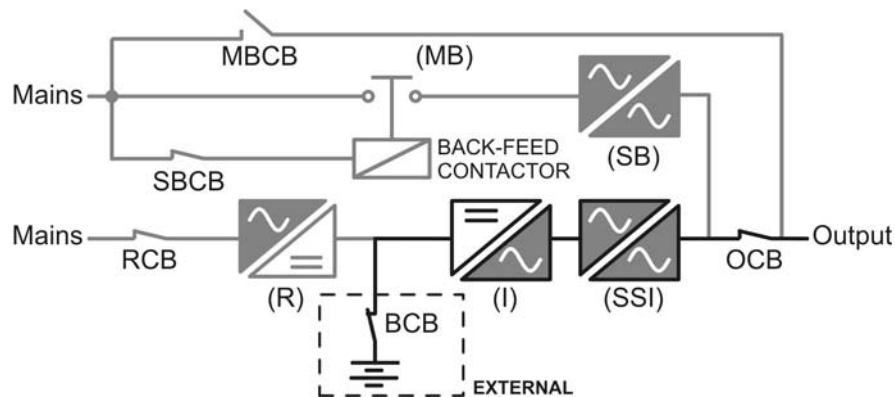 MBCB
(MB)
Mains
BACK-FEED
CONTACTOR
(SB)
SBCB
Mains
Output
RCB
OCB
(R)
(I)
(SSI)
BCB
EXTERNAL